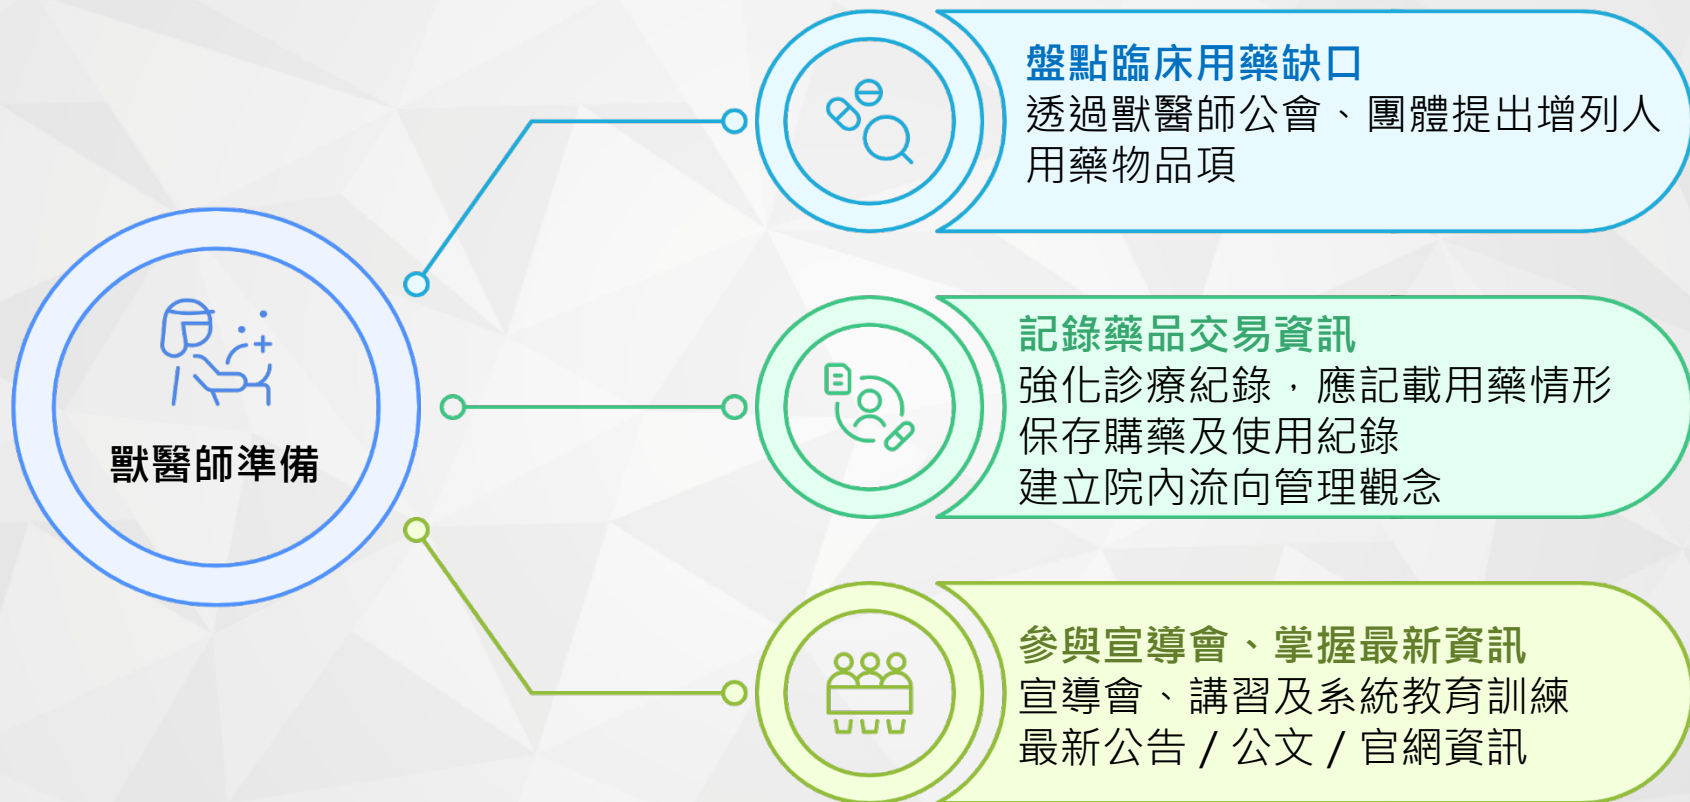 獸醫師準備
盤點臨床用藥缺口
透過獸醫師公會、團體提出增列人
用藥物品項
記錄藥品交易資訊
強化診療紀錄，應記載用藥情形
保存購藥及使用紀錄
建立院內流向管理觀念
參與宣導會、掌握最新資訊
宣導會、講習及系統教育訓練
最新公告 / 公文 / 官網資訊